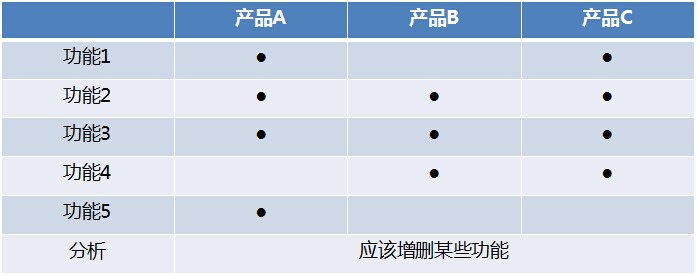 产品A 产品B 产品C
功能1 ● ●
功能2 ● ● ●
功能3 ● ● ●
功能4 ● ●
功能5 ●
分析 应该增删某些功能